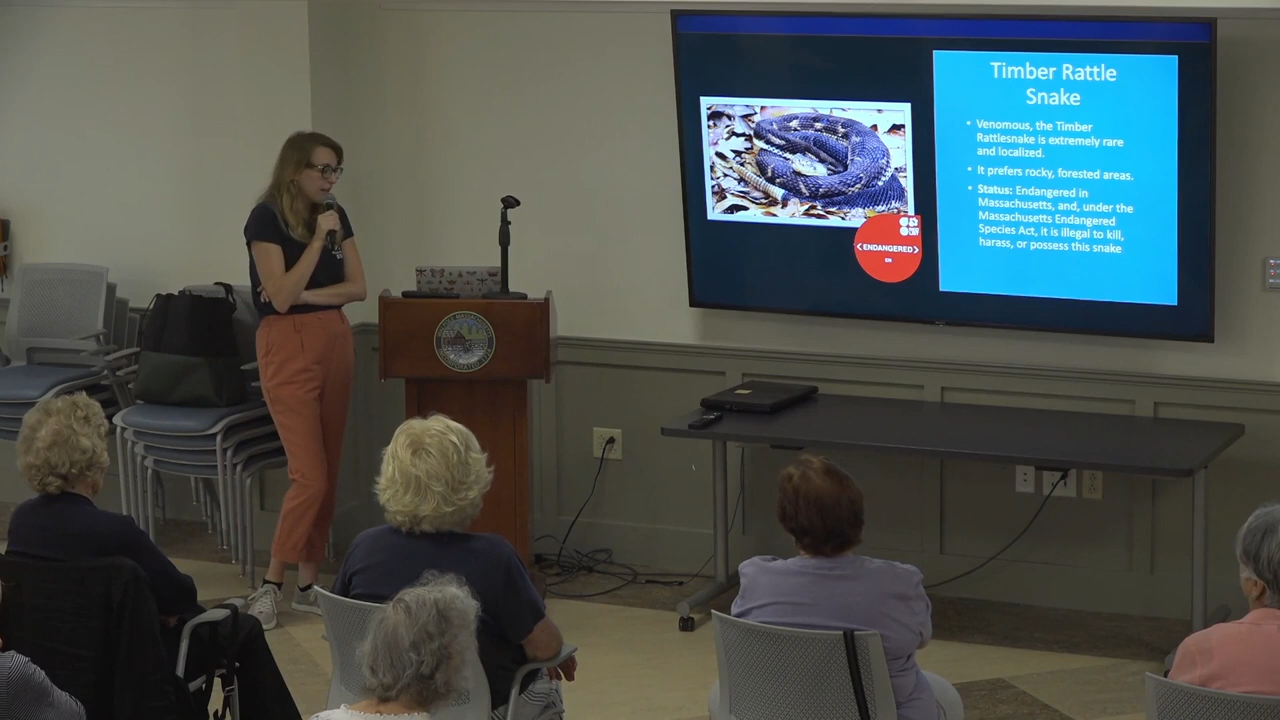 Timber Rattle
Snake
• Venomous, the Timber
Rattlesnake is extremely rare
and localized.
• It prefers rocky, forested areas.
• Status: Endangered in
Massachusetts, and, under the
Massachusetts Endangered
Species Act, it is illegal to kill,
harass, or possess this snake
< ENDANGERED >
EN